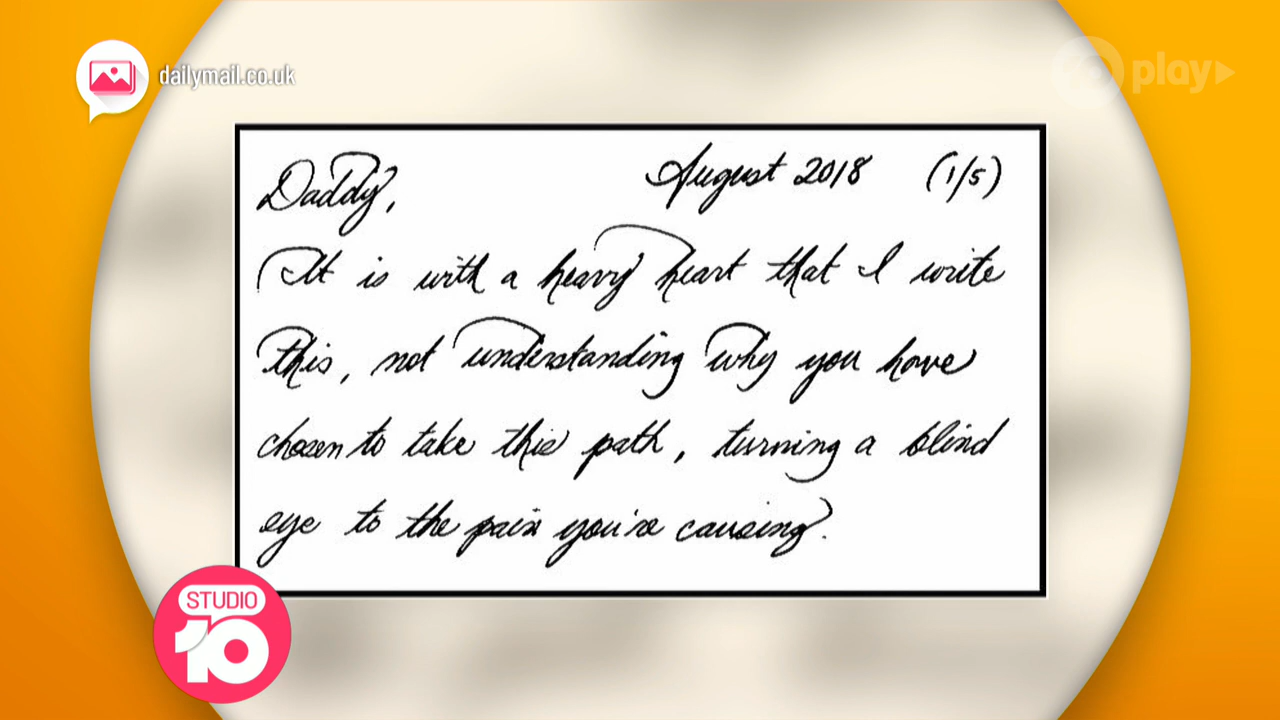 dailymail.co.uk
10 play
Daddy, August 2018 (1/5)
It is with a heavy heart that I write
this, not understanding why you have
chosen to take this path, turning a blind
eye to the pain you're causing.
STUDIO
10